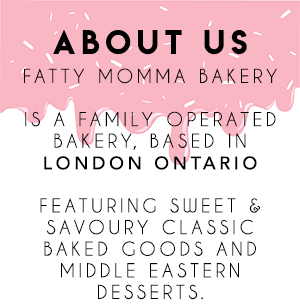 ABOUT US
FATTY MOMMA BAKERY
IS A FAMILY OPERATED
BAKERY, BASED IN
LONDON ONTARIO
FEATURING SWEET &
SAVOURY CLASSIC
BAKED GOODS AND
MIDDLE EASTERN
DESSERTS.